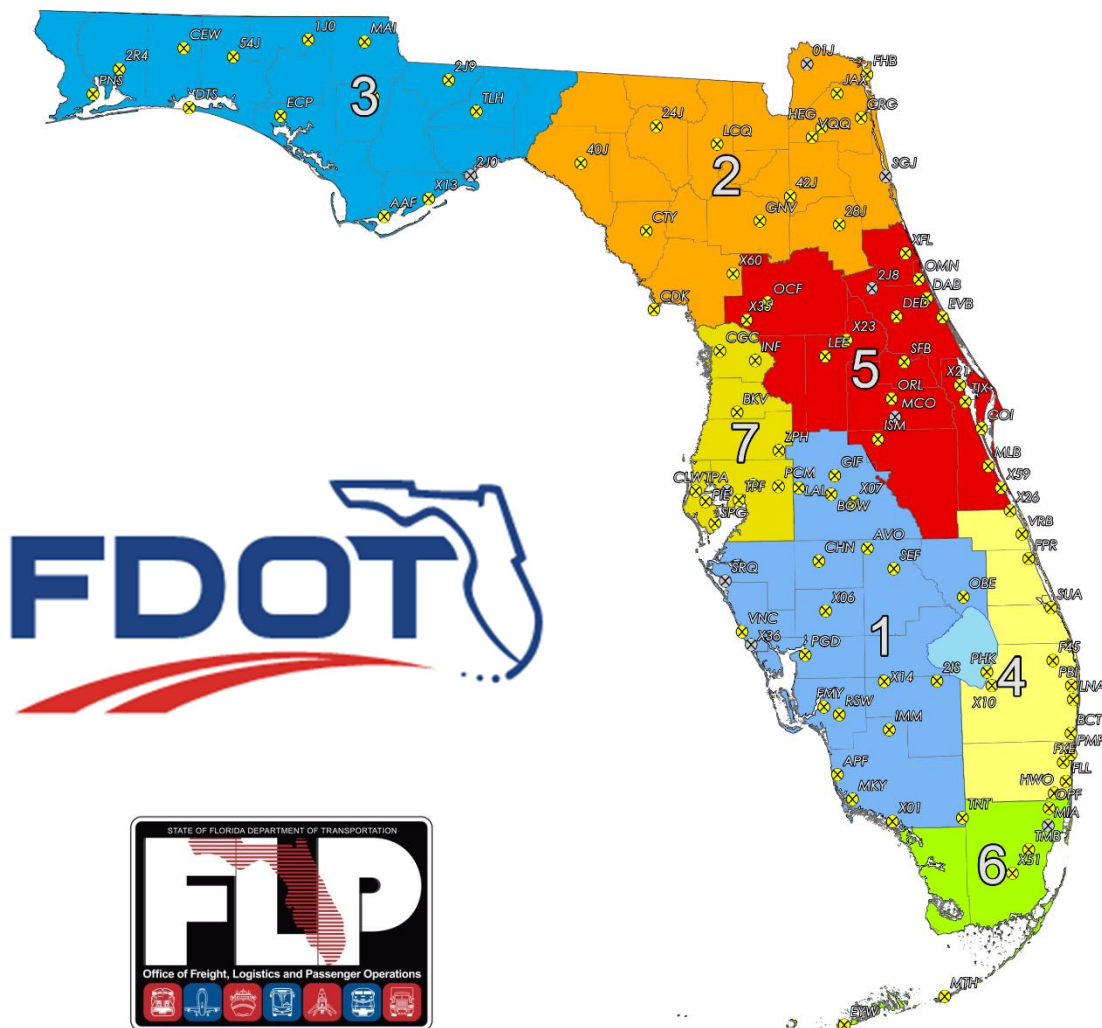 1J0
MAI
CEW
54J
2R4
PNS
DTS
ECP
3
2J9
TLH
2J0
X13
AAF
01J
FHB
JAX
CRG
HEG
VQQ
24J
LCQ
40J
2
SGJ
42J
GNV
28J
CTY
X60
CDK
XFL
OMN
2J8
DAB
DED
EVB
OCF
X35
X23
LEE
5
SFB
X21
TIX
ORL
MCO
COI
ISM
MLB
X59
X26
CGC
INF
BKV
7
ZPH
CLW
TPA
PIE
TPF
SPG
PCM
LAL
GIF
BOW
X07
VRB
FPR
CHN
AVO
SEF
SRQ
OBE
SUA
X06
VNC
X36
1
PGD
PHK
F45
PBI
4
LNA
X14
2IS
X10
FMY
RSW
IMM
BCT
PMP
FXE
FLL
APF
HWO
MKY
OPF
X01
TNT
MIA
TMB
X51
6
MTH
EYW
FDOT
STATE OF FLORIDA DEPARTMENT OF TRANSPORTATION
FLP
Office of Freight, Logistics and Passenger Operations